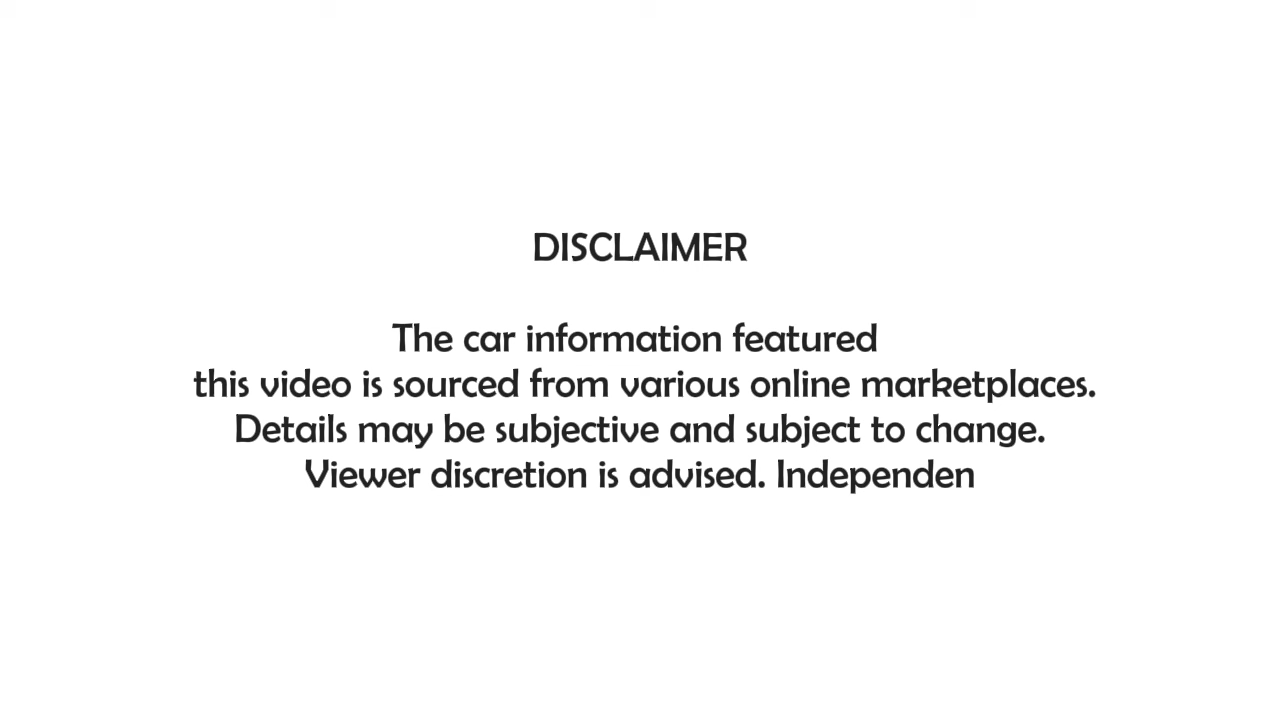 DISCLAIMER
The car information featured
this video is sourced from various online marketplaces.
Details may be subjective and subject to change.
Viewer discretion is advised. Independen